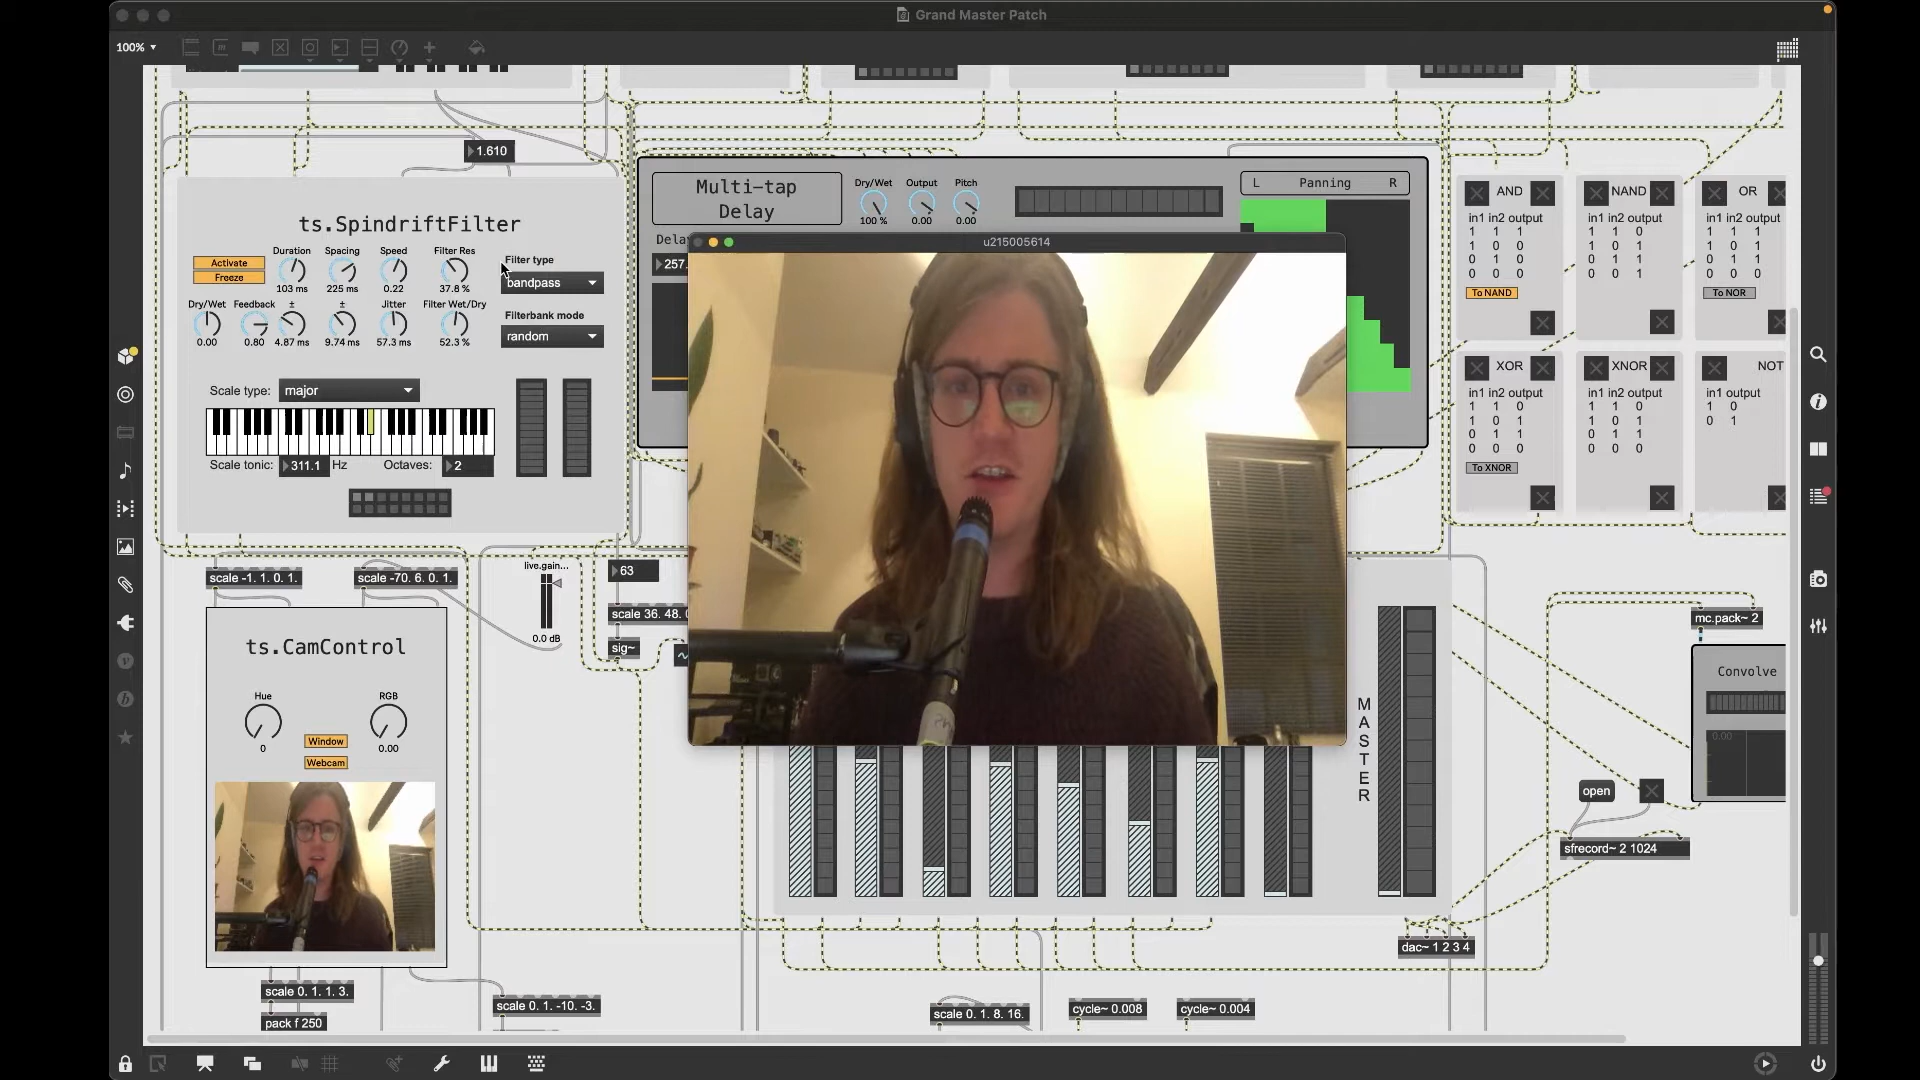 Grand Master Patch
100%
1.610
ts.SpindriftFilter
Activate
Freeze
Duration
Spacing
Speed
Filter Res
103 ms
225 ms
0.22
37.8 %
Filter type
bandpass
Dry/Wet
Feedback
±
±
Jitter
Filter Wet/Dry
0.00
0.80
4.87 ms
9.74 ms
57.3 ms
52.3 %
Filterbank mode
random
Scale type:
major
Scale tonic:
311.1
Hz
Octaves:
2
Multi-tap
Delay
Dry/Wet
Output
Pitch
100 %
0.00
0.00
L Panning R
257.
u215005614
AND
in1 in2 output
1 1 1
1 0 0
0 1 0
0 0 0
To NAND
NAND
in1 in2 output
1 1 0
1 0 1
0 1 1
0 0 1
OR
in1 in2 output
1 1 1
1 0 1
0 1 1
0 0 0
To NOR
XOR
in1 in2 output
1 1 0
1 0 1
0 1 1
0 0 0
To XNOR
XNOR
in1 in2 output
1 1 1
1 0 0
0 1 0
0 0 0
NOT
in1 output
1 0
0 1
scale -1. 1. 0. 1.
scale -70. 6. 0. 1.
live.gain...
0.0 dB
63
scale 36. 48.
sig~
ts.CamControl
Hue
0
RGB
0.00
Window
Webcam
scale 0. 1. 1. 3.
pack f 250
scale 0. 1. -10. -3.
MASTER
mc.pack~ 2
Convolve
0.00
open
sfrecord~ 2 1024
dac~ 1 2 3 4
scale 0. 1. 8. 16.
cycle~ 0.008
cycle~ 0.004